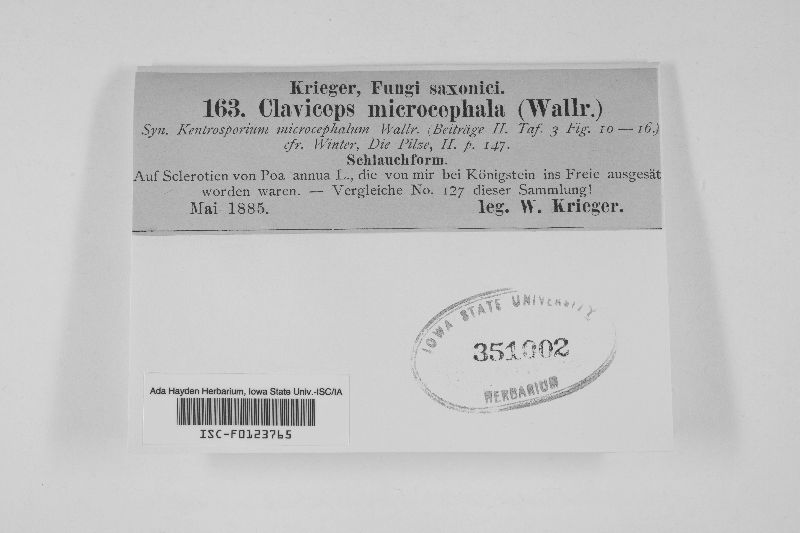 Krieger, Fungi saxonici.
163. Claviceps microcephala (Wallr.)
Syn. Kentrosporium microcephalum Wallr. (Beiträge II. Taf. 3 Fig. 10—16.)
cfr. Winter, Die Pilze, II. p. 147.
Schlauchform.
Auf Sclerotien von Poa annua L., die von mir bei Königstein ins Freie ausgesät
worden waren. — Vergleiche No. 127 dieser Sammlung!
Mai 1885. leg. W. Krieger.
IOWA STATE UNIVERSITY
351002
HERBARIUM
Ada Hayden Herbarium, Iowa State Univ.-ISC/IA
ISC-F0123765